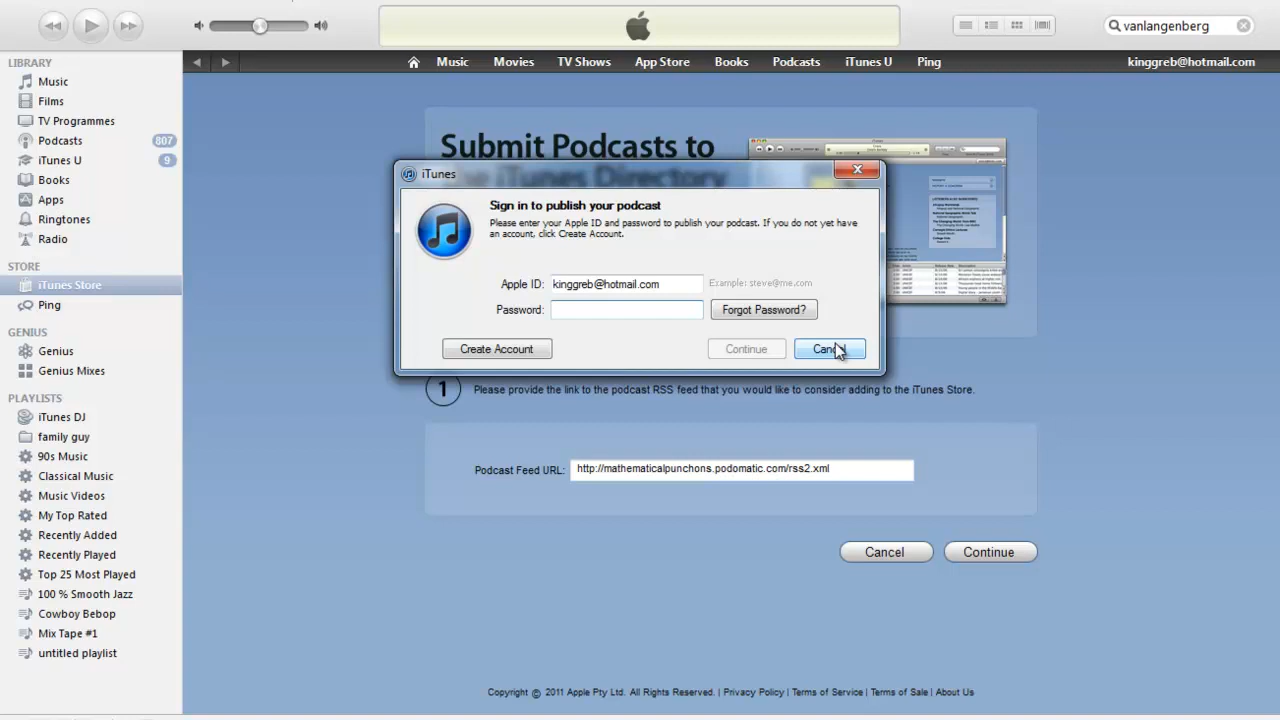 vanlangenberg
LIBRARY
Music
Films
TV Programmes
Podcasts 807
iTunes U 9
Books
Apps
Ringtones
Radio
STORE
iTunes Store
Ping
GENIUS
Genius
Genius Mixes
PLAYLISTS
iTunes DJ
family guy
90s Music
Classical Music
Music Videos
My Top Rated
Recently Added
Recently Played
Top 25 Most Played
100 % Smooth Jazz
Cowboy Bebop
Mix Tape #1
untitled playlist
Music Movies TV Shows App Store Books Podcasts iTunes U Ping kinggreb@hotmail.com
Submit Podcasts to
the iTunes Directory
iTunes
Sign in to publish your podcast
Please enter your Apple ID and password to publish your podcast. If you do not yet have
an account, click Create Account.
Apple ID: kinggreb@hotmail.com Example: steve@me.com
Password: Forgot Password?
Create Account Continue Cancel
1 Please provide the link to the podcast RSS feed that you would like to consider adding to the iTunes Store.
Podcast Feed URL: http://mathematicalpunchons.podomatic.com/rss2.xml
Cancel Continue
Copyright © 2011 Apple Pty Ltd. All Rights Reserved. | Privacy Policy | Terms of Service | Terms of Sale | About Us